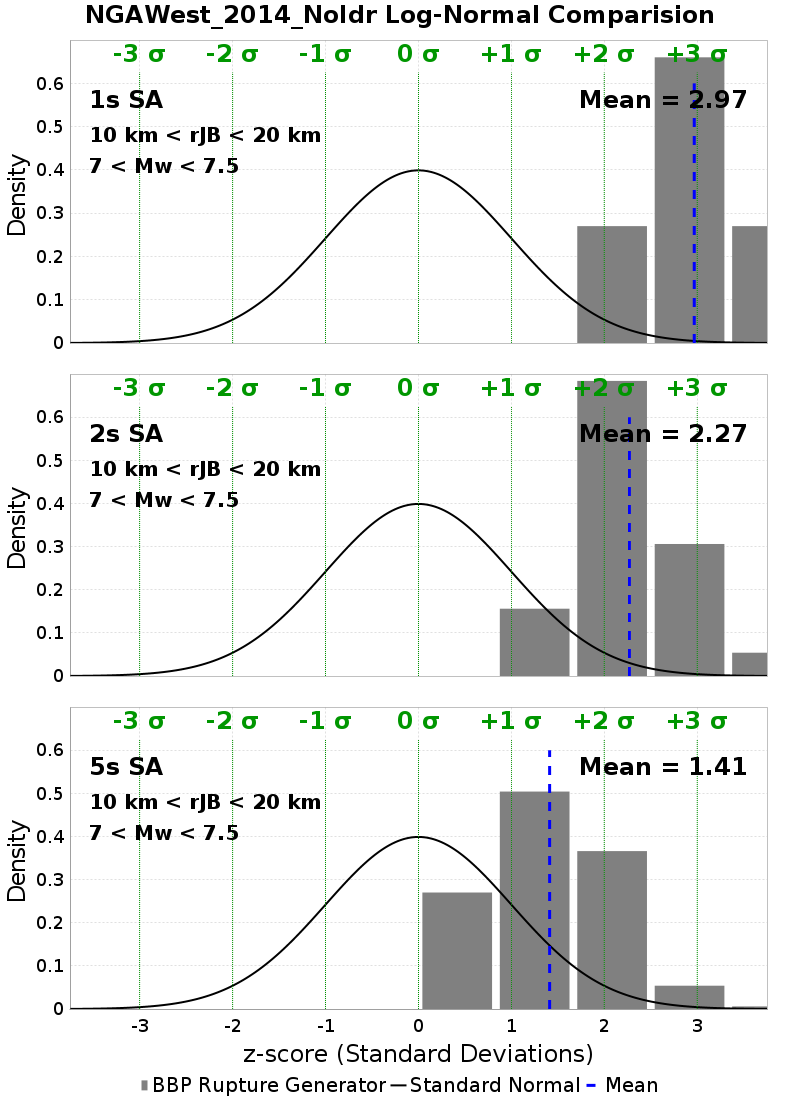 NGAWest_2014_NoIdr Log-Normal Comparision
-3 σ -2 σ -1 σ 0 σ +1 σ +2 σ +3 σ
1s SA Mean = 2.97
10 km < rJB < 20 km
7 < Mw < 7.5
Density
0.6
0.5
0.4
0.3
0.2
0.1
0
-3 σ -2 σ -1 σ 0 σ +1 σ +2 σ +3 σ
2s SA Mean = 2.27
10 km < rJB < 20 km
7 < Mw < 7.5
Density
0.6
0.5
0.4
0.3
0.2
0.1
0
-3 σ -2 σ -1 σ 0 σ +1 σ +2 σ +3 σ
5s SA Mean = 1.41
10 km < rJB < 20 km
7 < Mw < 7.5
Density
0.6
0.5
0.4
0.3
0.2
0.1
0
-3 -2 -1 0 1 2 3
z-score (Standard Deviations)
BBP Rupture Generator Standard Normal Mean